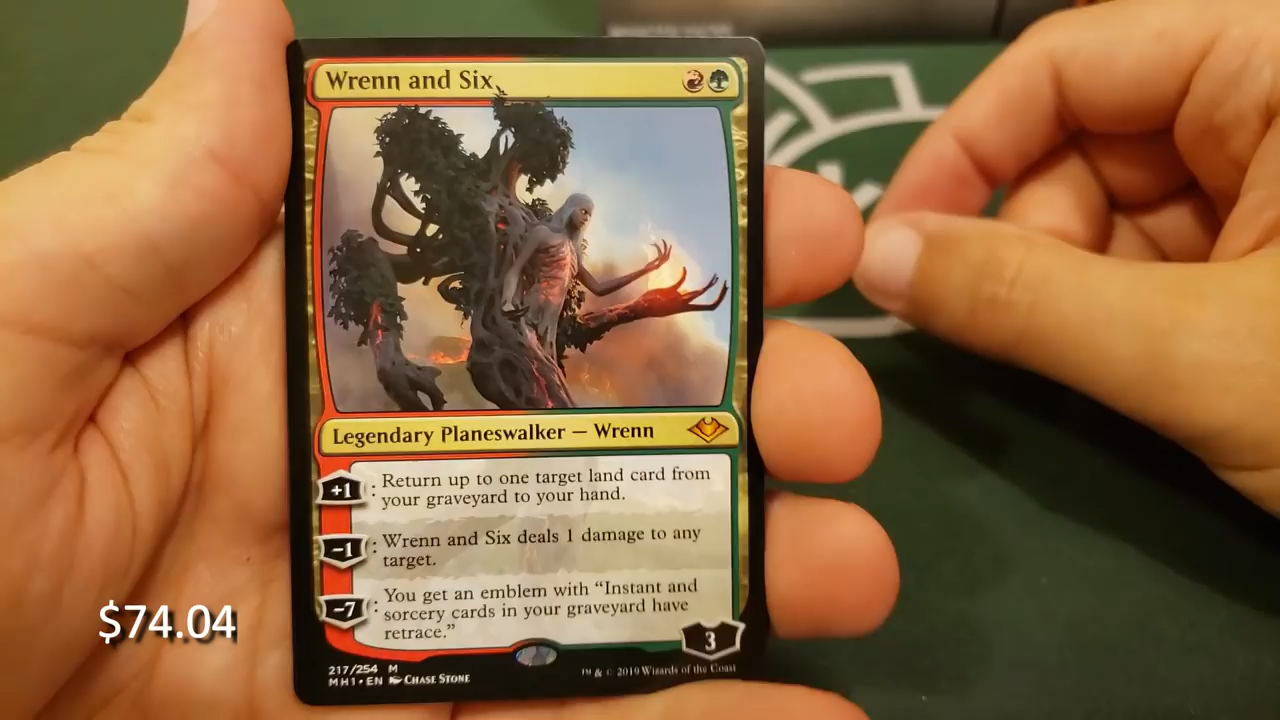 Wrenn and Six
Legendary Planeswalker — Wrenn
+1 : Return up to one target land card from
your graveyard to your hand.
−1 : Wrenn and Six deals 1 damage to any
target.
−7 : You get an emblem with “Instant and
sorcery cards in your graveyard have
retrace.”
3
$74.04
217/254 M
MH1 • EN Chase Stone
™ & © 2019 Wizards of the Coast